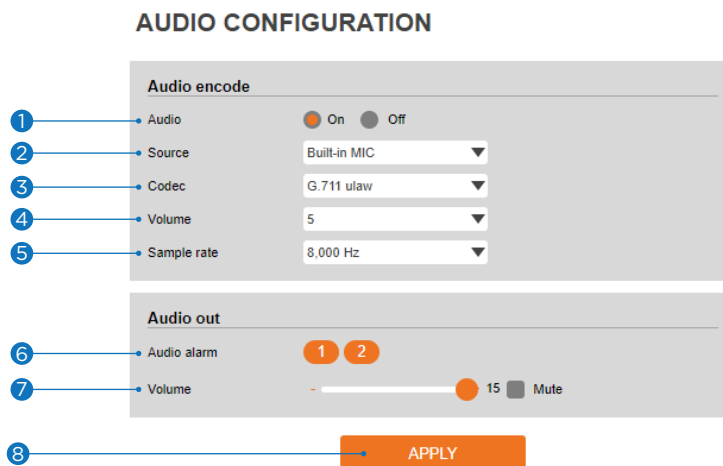 AUDIO CONFIGURATION
Audio encode
1 Audio On Off
2 Source Built-in MIC
3 Codec G.711 ulaw
4 Volume 5
5 Sample rate 8,000 Hz
Audio out
6 Audio alarm 1 2
7 Volume - 15 Mute
8 APPLY